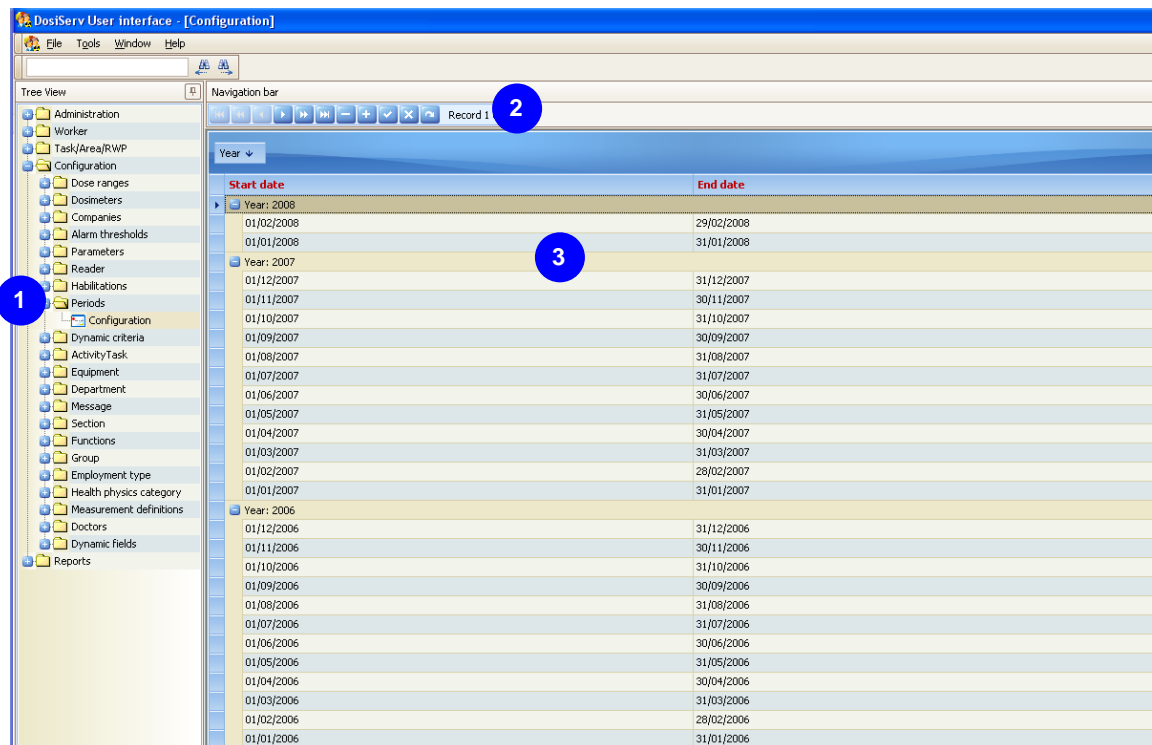 DosiServ User interface - [Configuration]
File Tools Window Help
Tree View
Navigation bar
Administration
Worker
Task/Area/RWP
Configuration
Dose ranges
Dosimeters
Companies
Alarm thresholds
Parameters
Reader
Habilitations
Periods
Configuration
Dynamic criteria
ActivityTask
Equipment
Department
Message
Section
Functions
Group
Employment type
Health physics category
Measurement definitions
Doctors
Dynamic fields
Reports
1
Record 1
2
Year
Start date End date
Year: 2008
01/02/2008 29/02/2008
01/01/2008 31/01/2008
3
Year: 2007
01/12/2007 31/12/2007
01/11/2007 30/11/2007
01/10/2007 31/10/2007
01/09/2007 30/09/2007
01/08/2007 31/08/2007
01/07/2007 31/07/2007
01/06/2007 30/06/2007
01/05/2007 31/05/2007
01/04/2007 30/04/2007
01/03/2007 31/03/2007
01/02/2007 28/02/2007
01/01/2007 31/01/2007
Year: 2006
01/12/2006 31/12/2006
01/11/2006 30/11/2006
01/10/2006 31/10/2006
01/09/2006 30/09/2006
01/08/2006 31/08/2006
01/07/2006 31/07/2006
01/06/2006 30/06/2006
01/05/2006 31/05/2006
01/04/2006 30/04/2006
01/03/2006 31/03/2006
01/02/2006 28/02/2006
01/01/2006 31/01/2006